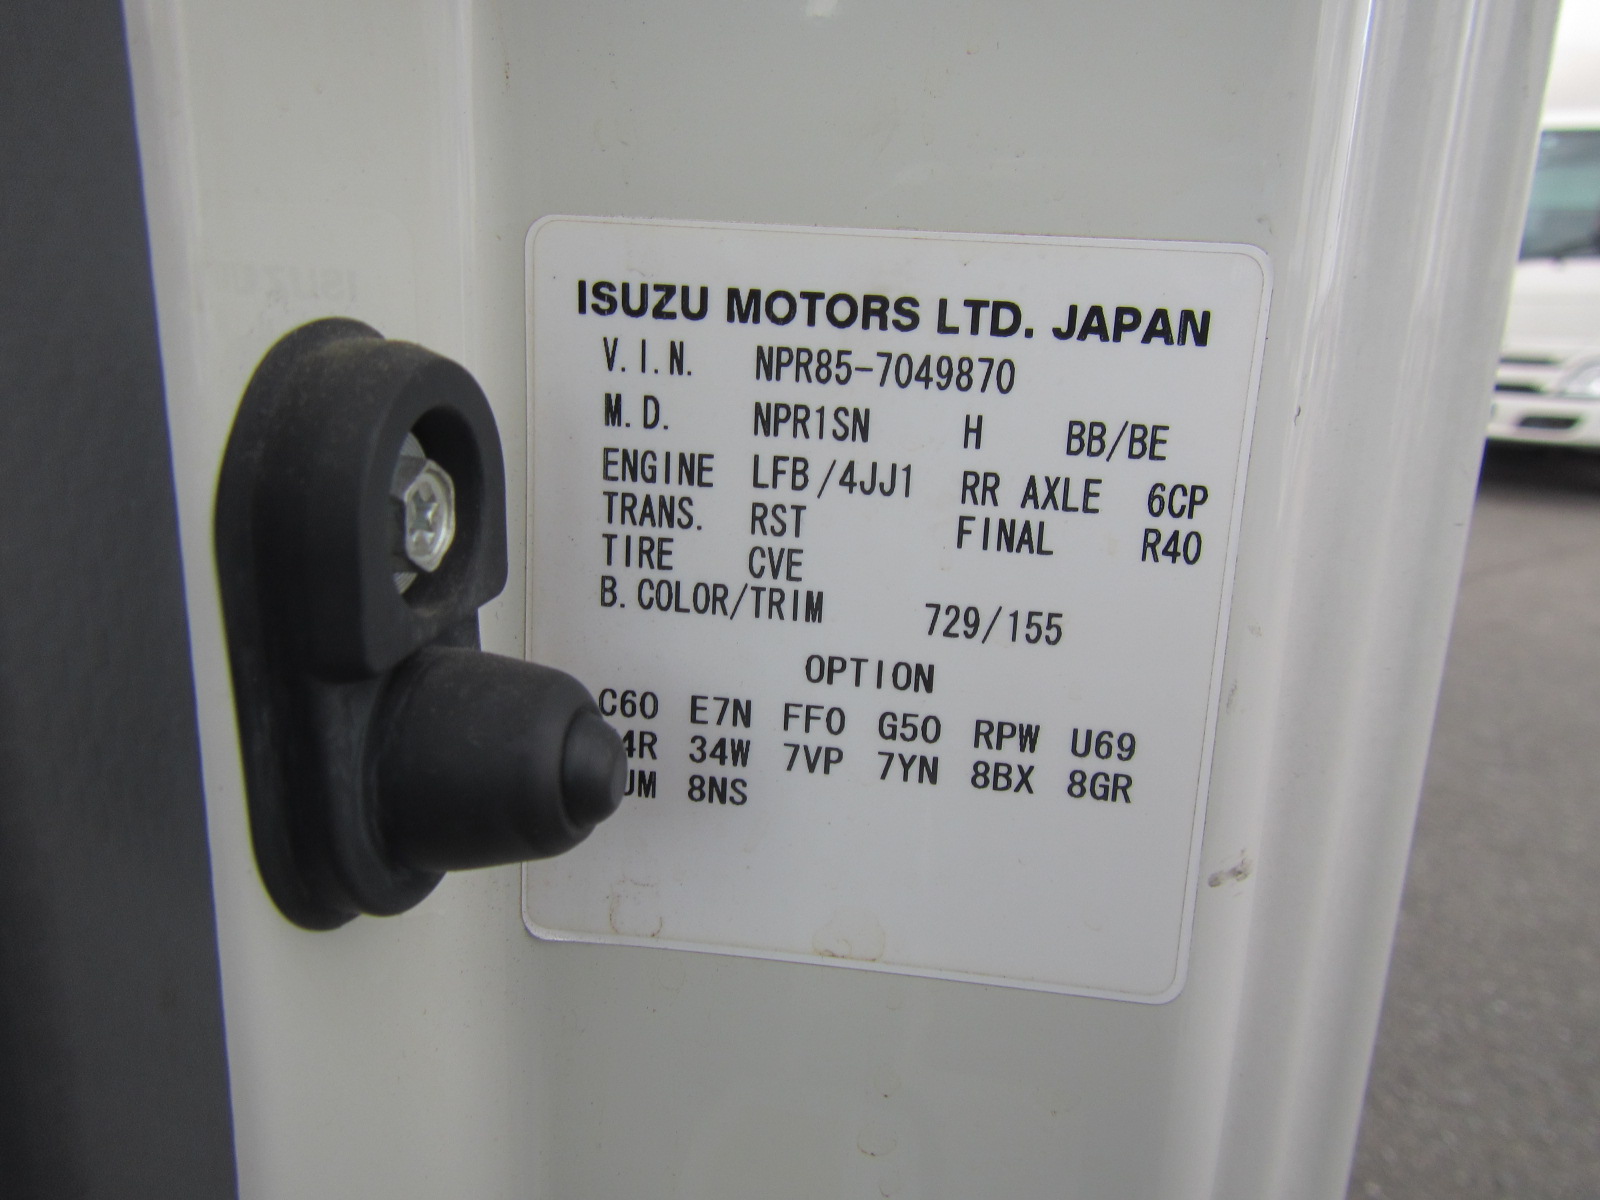 ISUZU MOTORS LTD. JAPAN
V.I.N. NPR85-7049870
M.D. NPR1SN H BB/BE
ENGINE LFB/4JJ1 RR AXLE 6CP
TRANS. RST FINAL R40
TIRE CVE
B.COLOR/TRIM 729/155
OPTION
C60 E7N FF0 G50 RPW U69
34W 7VP 7YN 8BX 8GR
8NS